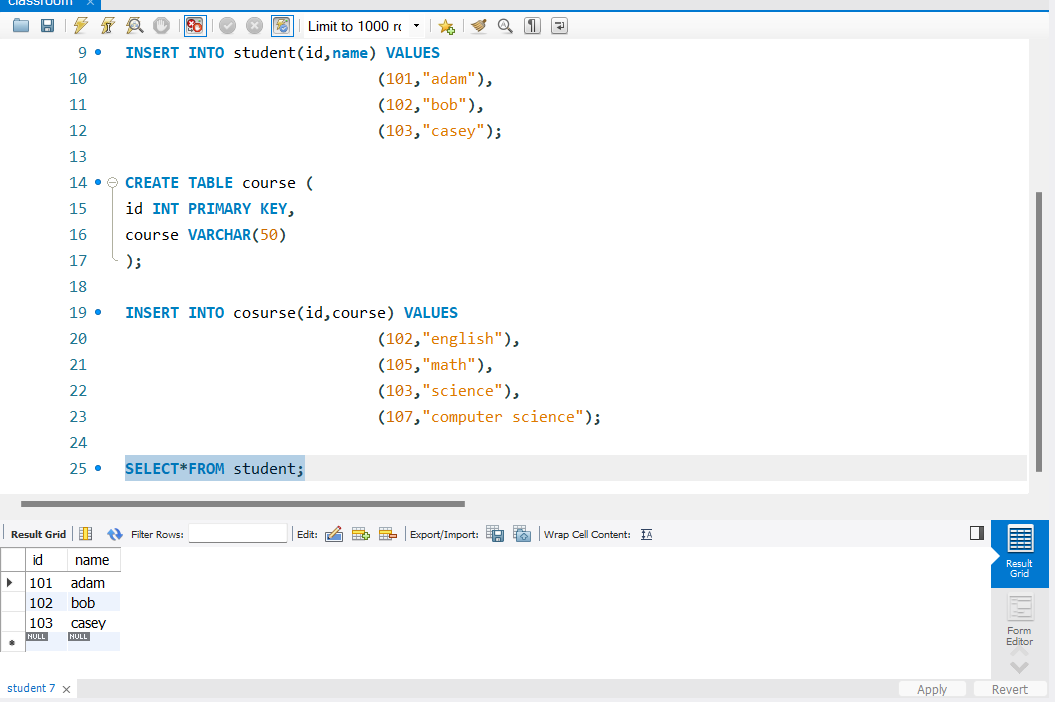 classroom
Limit to 1000 rc
9 INSERT INTO student(id,name) VALUES
10 (101,"adam"),
11 (102,"bob"),
12 (103,"casey");
13
14 CREATE TABLE course (
15 id INT PRIMARY KEY,
16 course VARCHAR(50)
17 );
18
19 INSERT INTO cosurse(id,course) VALUES
20 (102,"english"),
21 (105,"math"),
22 (103,"science"),
23 (107,"computer science");
24
25 SELECT*FROM student;
Result Grid Filter Rows: Edit: Export/Import: Wrap Cell Content: IA
id name
101 adam
102 bob
103 casey
NULL NULL
Result
Grid
Form
Editor
student 7
Apply Revert